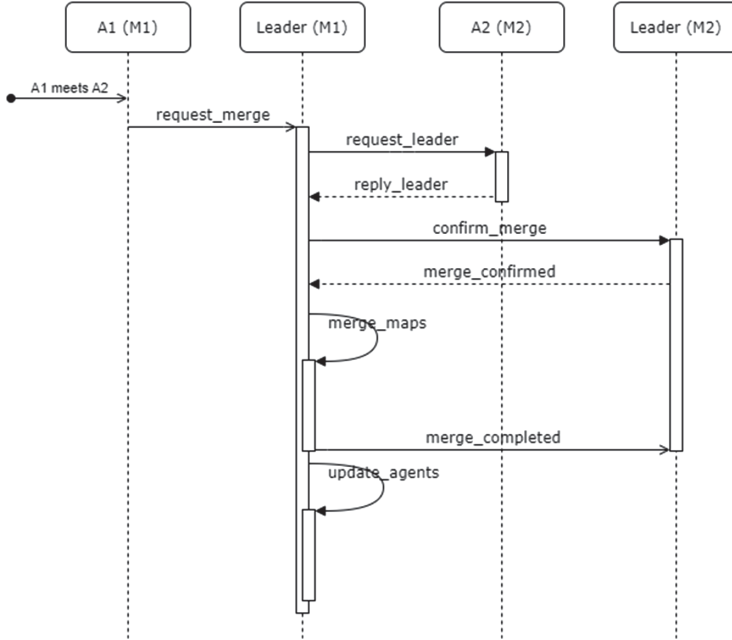 A1 (M1)
Leader (M1)
A2 (M2)
Leader (M2)
A1 meets A2
request_merge
request_leader
reply_leader
confirm_merge
merge_confirmed
merge_maps
merge_completed
update_agents